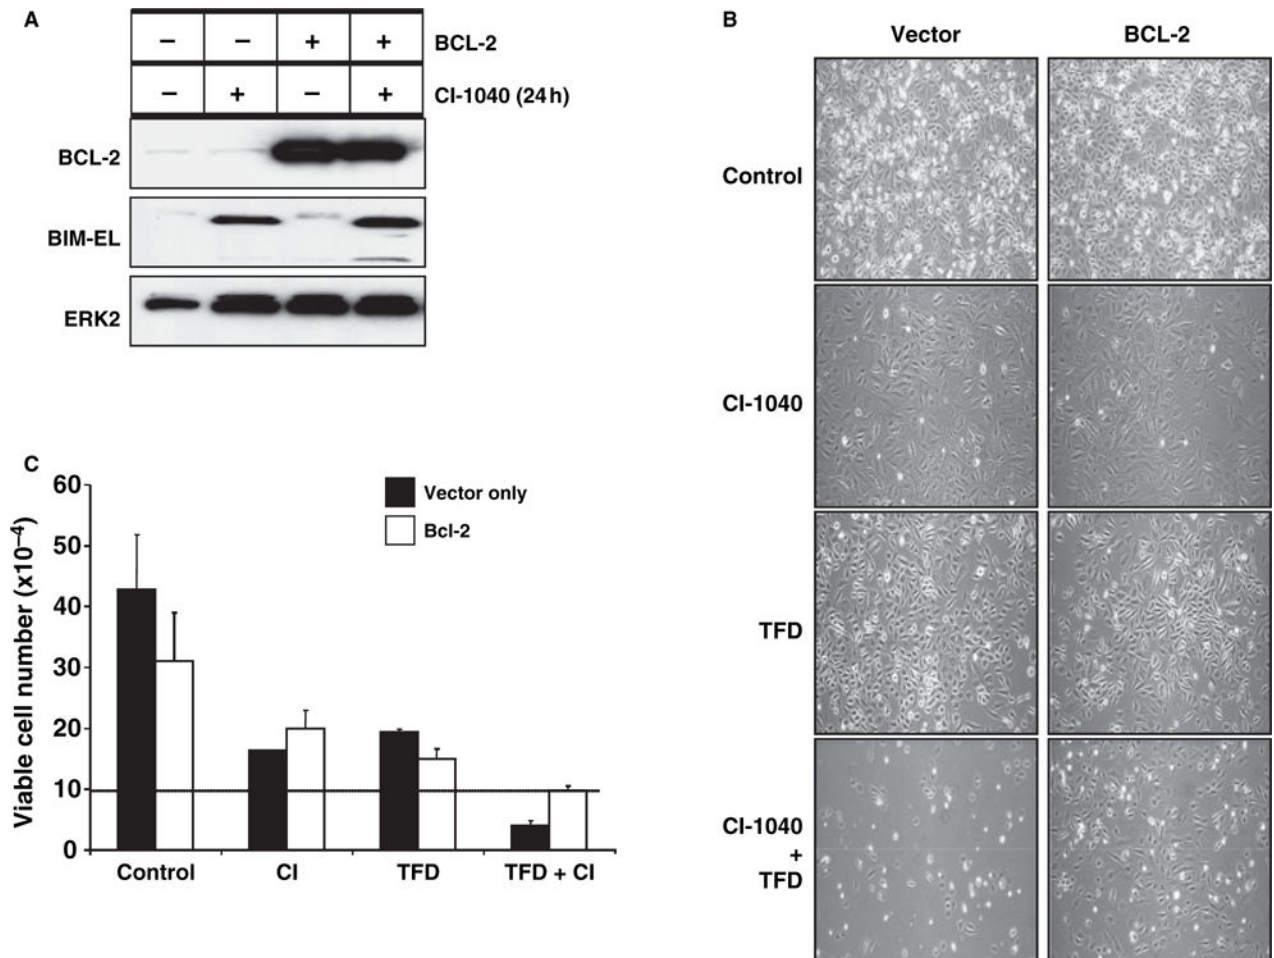 A
− − + + BCL-2
− + − + CI-1040 (24 h)
BCL-2
BIM-EL
ERK2
B
Vector BCL-2
Control
CI-1040
TFD
CI-1040
+
TFD
C
Viable cell number (x10⁻⁴)
60
50
40
30
20
10
0
Vector only
Bcl-2
Control CI TFD TFD + CI